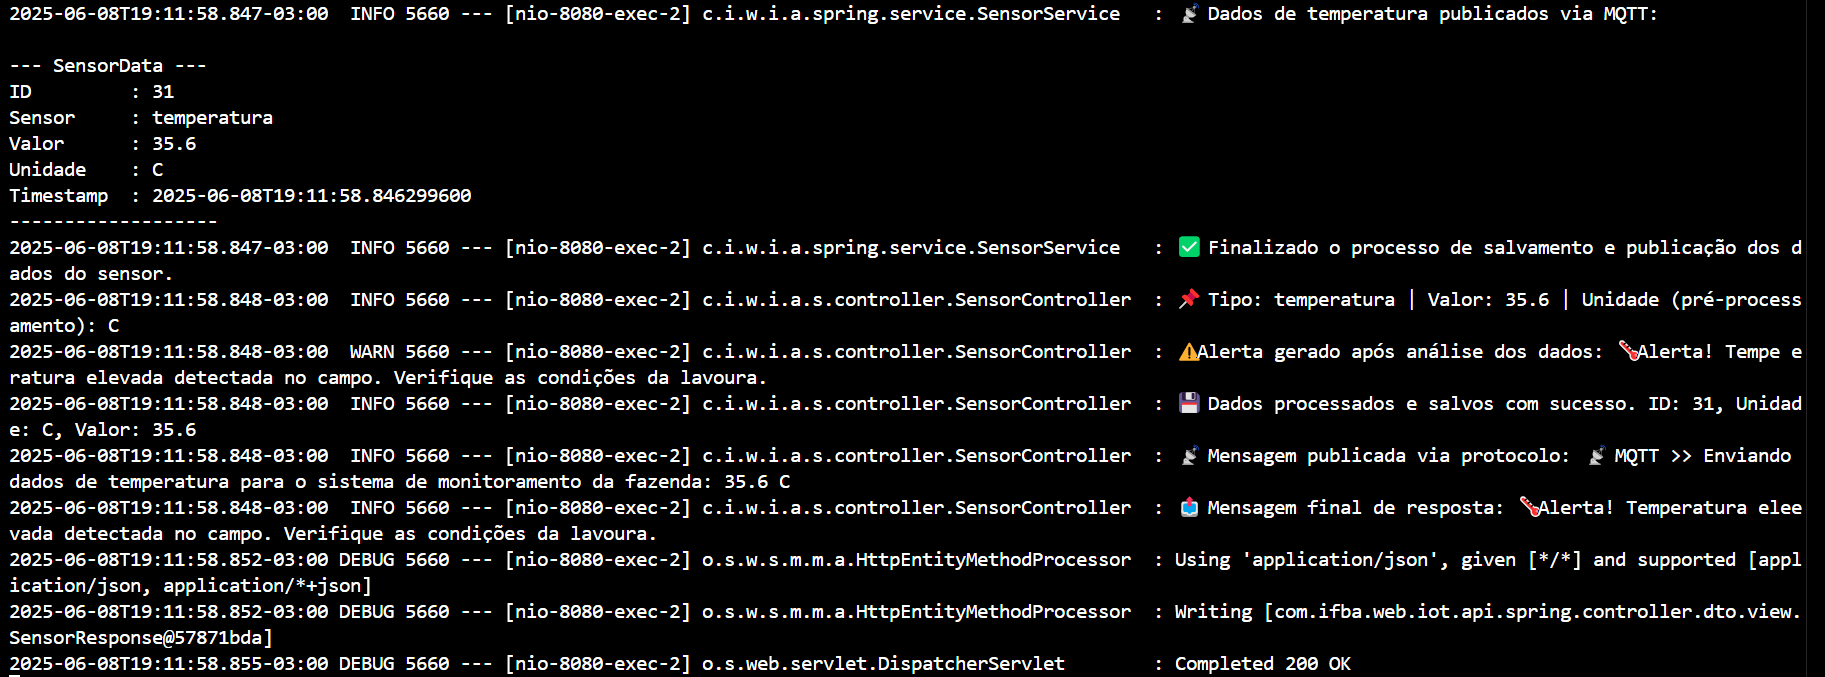 2025-06-08T19:11:58.847-03:00  INFO 5660 --- [nio-8080-exec-2] c.i.w.i.a.spring.service.SensorService   : 📡 Dados de temperatura publicados via MQTT:
--- SensorData ---
ID         : 31
Sensor     : temperatura
Valor      : 35.6
Unidade    : C
Timestamp  : 2025-06-08T19:11:58.846299600
-------------------
2025-06-08T19:11:58.847-03:00  INFO 5660 --- [nio-8080-exec-2] c.i.w.i.a.spring.service.SensorService   : ✅ Finalizado o processo de salvamento e publicação dos d
ados do sensor.
2025-06-08T19:11:58.848-03:00  INFO 5660 --- [nio-8080-exec-2] c.i.w.i.a.s.controller.SensorController  : 📌 Tipo: temperatura | Valor: 35.6 | Unidade (pré-process
amento): C
2025-06-08T19:11:58.848-03:00  WARN 5660 --- [nio-8080-exec-2] c.i.w.i.a.s.controller.SensorController  : ⚠️Alerta gerado após análise dos dados: 🌡️Alerta! Tempe e
ratura elevada detectada no campo. Verifique as condições da lavoura.
2025-06-08T19:11:58.848-03:00  INFO 5660 --- [nio-8080-exec-2] c.i.w.i.a.s.controller.SensorController  : 💾 Dados processados e salvos com sucesso. ID: 31, Unidad
e: C, Valor: 35.6
2025-06-08T19:11:58.848-03:00  INFO 5660 --- [nio-8080-exec-2] c.i.w.i.a.s.controller.SensorController  : 📡 Mensagem publicada via protocolo: 📡 MQTT >> Enviando
dados de temperatura para o sistema de monitoramento da fazenda: 35.6 C
2025-06-08T19:11:58.848-03:00  INFO 5660 --- [nio-8080-exec-2] c.i.w.i.a.s.controller.SensorController  : 📤 Mensagem final de resposta: 🌡️Alerta! Temperatura elee
vada detectada no campo. Verifique as condições da lavoura.
2025-06-08T19:11:58.852-03:00 DEBUG 5660 --- [nio-8080-exec-2] o.s.w.s.m.m.a.HttpEntityMethodProcessor  : Using 'application/json', given [*/*] and supported [appl
ication/json, application/*+json]
2025-06-08T19:11:58.852-03:00 DEBUG 5660 --- [nio-8080-exec-2] o.s.w.s.m.m.a.HttpEntityMethodProcessor  : Writing [com.ifba.web.iot.api.spring.controller.dto.view.
SensorResponse@57871bda]
2025-06-08T19:11:58.855-03:00 DEBUG 5660 --- [nio-8080-exec-2] o.s.web.servlet.DispatcherServlet        : Completed 200 OK